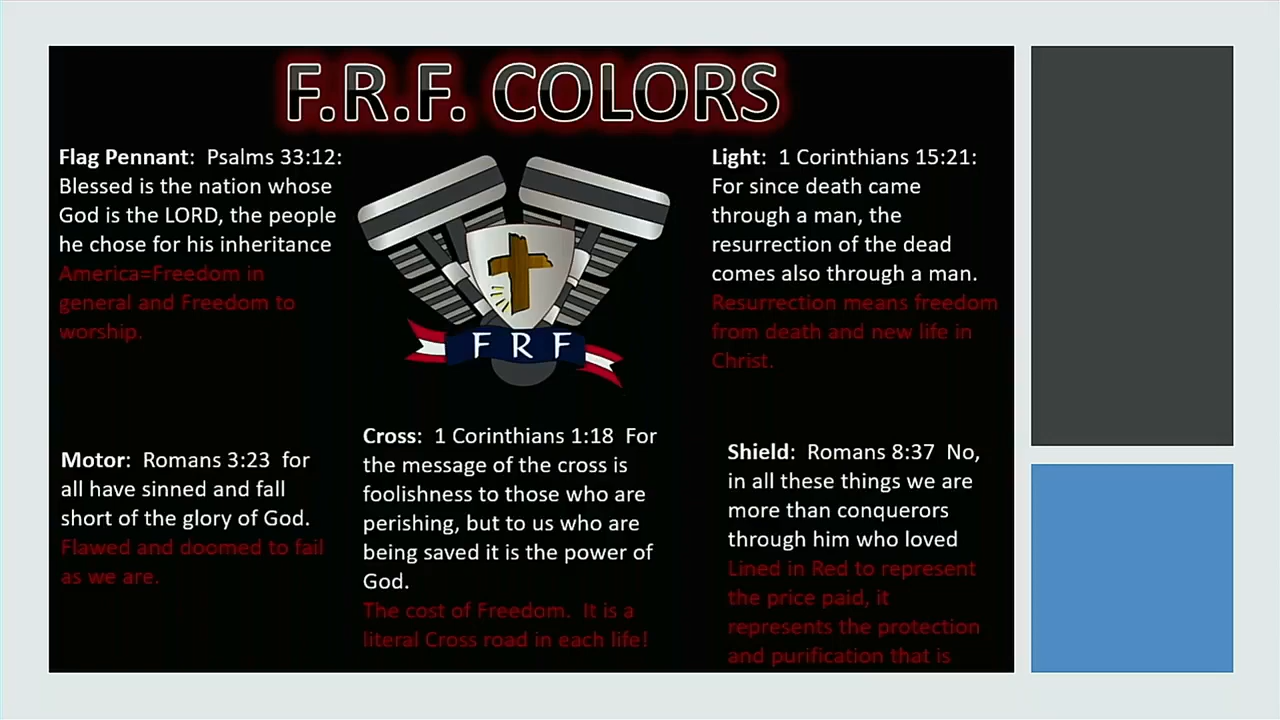 F.R.F. COLORS
Flag Pennant:  Psalms 33:12:
Blessed is the nation whose
God is the LORD, the people
he chose for his inheritance
America=Freedom in
general and Freedom to
worship.
Light:  1 Corinthians 15:21:
For since death came
through a man, the
resurrection of the dead
comes also through a man.
Resurrection means freedom
from death and new life in
Christ.
F R F
Motor:  Romans 3:23  for
all have sinned and fall
short of the glory of God.
Flawed and doomed to fail
as we are.
Cross:  1 Corinthians 1:18  For
the message of the cross is
foolishness to those who are
perishing, but to us who are
being saved it is the power of
God.
The cost of Freedom.  It is a
literal Cross road in each life!
Shield:  Romans 8:37  No,
in all these things we are
more than conquerors
through him who loved
Lined in Red to represent
the price paid, it
represents the protection
and purification that is